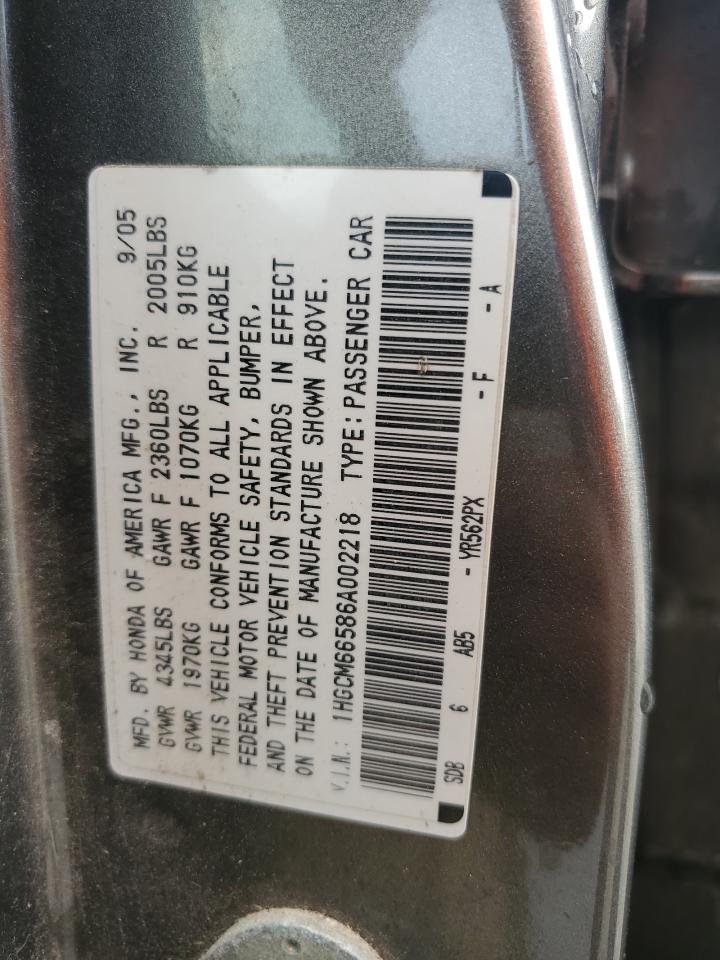 MFD. BY HONDA OF AMERICA MFG., INC. 9/05
GVWR 4345LBS GAWR F 2360LBS R 2005LBS
GVWR 1970KG GAWR F 1070KG R 910KG
THIS VEHICLE CONFORMS TO ALL APPLICABLE
FEDERAL MOTOR VEHICLE SAFETY, BUMPER,
AND THEFT PREVENTION STANDARDS IN EFFECT
ON THE DATE OF MANUFACTURE SHOWN ABOVE.
V.I.N.: 1HGCM66586A002218 TYPE: PASSENGER CAR
SDB 6 AB5 - YR562PX - F - A